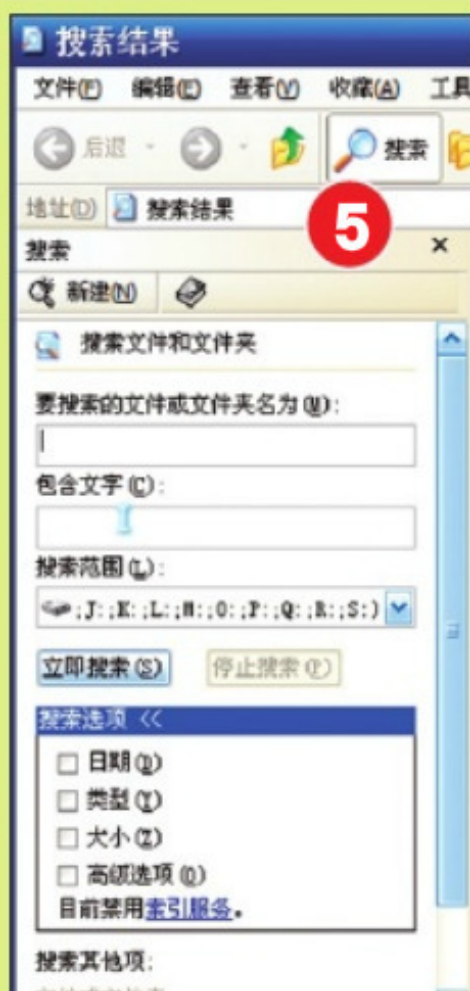 搜索结果
文件(F) 编辑(E) 查看(V) 收藏(A) 工具
后退 搜索
地址(D) 搜索结果
5
搜索
新建(N)
搜索文件和文件夹
要搜索的文件或文件夹名为(M):
包含文字(C):
搜索范围(L):
;J:;K:;L:;M:;O:;P:;Q:;R:;S:)
立即搜索(S) 停止搜索(P)
搜索选项 <<
日期(D)
类型(T)
大小(Z)
高级选项(O)
目前禁用索引服务。
搜索其他项: